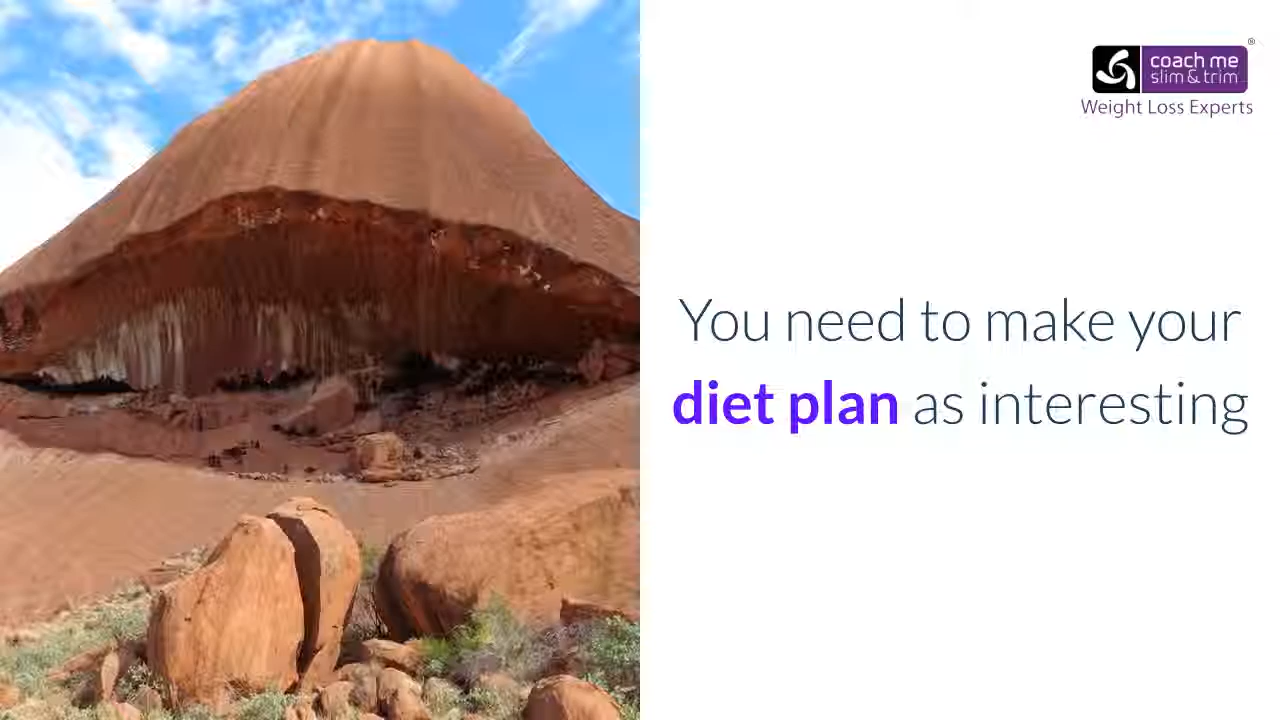 ®
coach me
slim & trim
Weight Loss Experts
You need to make your
diet plan as interesting